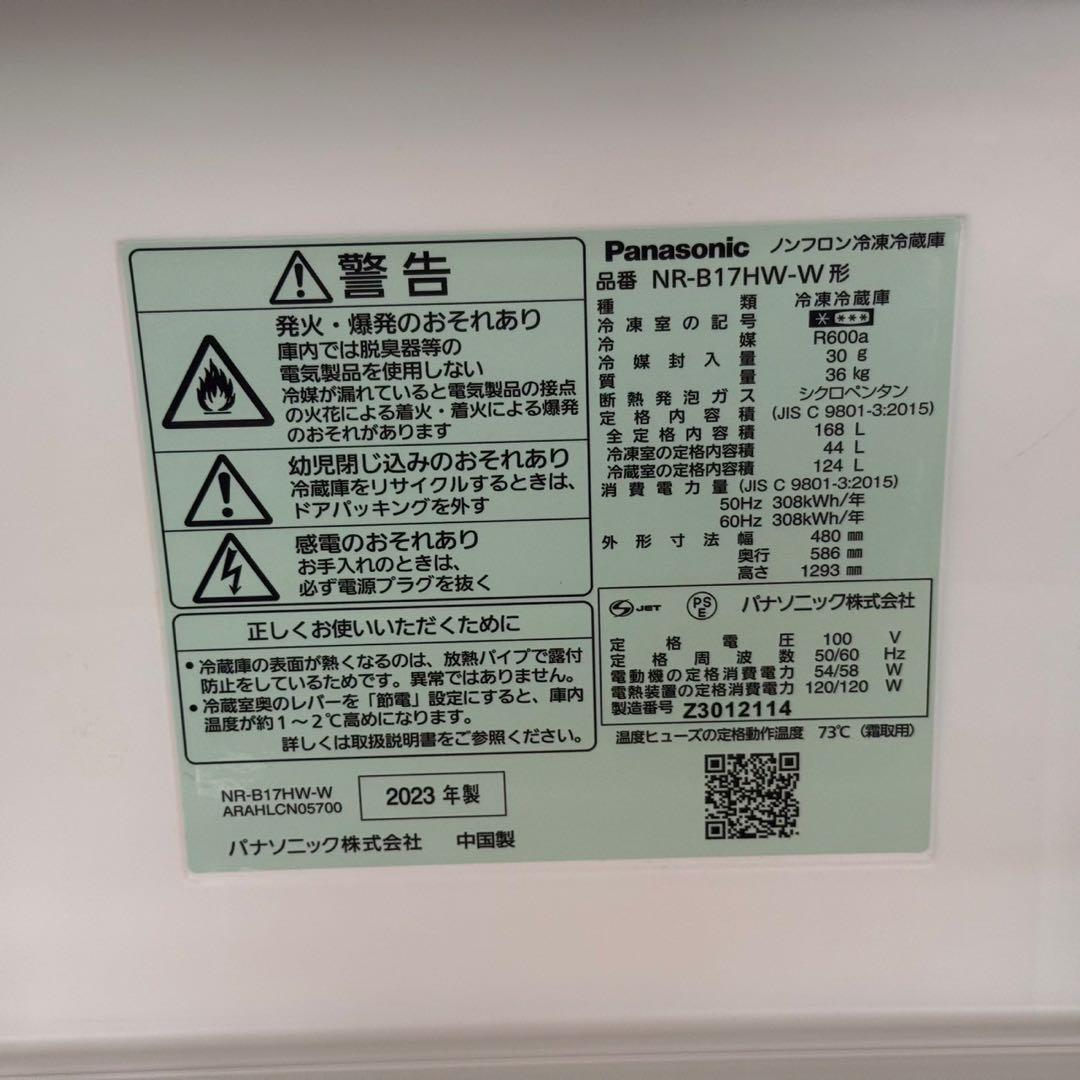 警告
発火・爆発のおそれあり
庫内では脱臭器等の
電気製品を使用しない
冷媒が漏れていると電気製品の接点
の火花による着火・着火による爆発
のおそれがあります
幼児閉じ込みのおそれあり
冷蔵庫をリサイクルするときは、
ドアパッキングを外す
感電のおそれあり
お手入れのときは、
必ず電源プラグを抜く
正しくお使いいただくために
・冷蔵庫の表面が熱くなるのは、放熱パイプで露付
防止をしているためです。異常ではありません。
・冷蔵室奥のレバーを「節電」設定にすると、庫内
温度が約1~2℃高めになります。
詳しくは取扱説明書をご参照ください。
NR-B17HW-W
ARAHLCN05700
2023 年製
パナソニック株式会社 中国製
Panasonic ノンフロン冷凍冷蔵庫
品番 NR-B17HW-W形
種類 冷凍冷蔵庫
冷凍室の記号 * ***
冷媒 R600a
冷媒封入量 30 g
質量 36 kg
断熱発泡ガス シクロペンタン
定格内容積 (JIS C 9801-3:2015)
全定格内容積 168 L
冷凍室の定格内容積 44 L
冷蔵室の定格内容積 124 L
消費電力量 (JIS C 9801-3:2015)
50Hz 308kWh/年
60Hz 308kWh/年
外形寸法 幅 480 mm
奥行 586 mm
高さ 1293 mm
JET PSE パナソニック株式会社
定格電圧 100 V
定格周波数 50/60 Hz
電動機の定格消費電力 54/58 W
電熱装置の定格消費電力 120/120 W
製造番号 Z3012114
温度ヒューズの定格動作温度 73℃(霜取用)